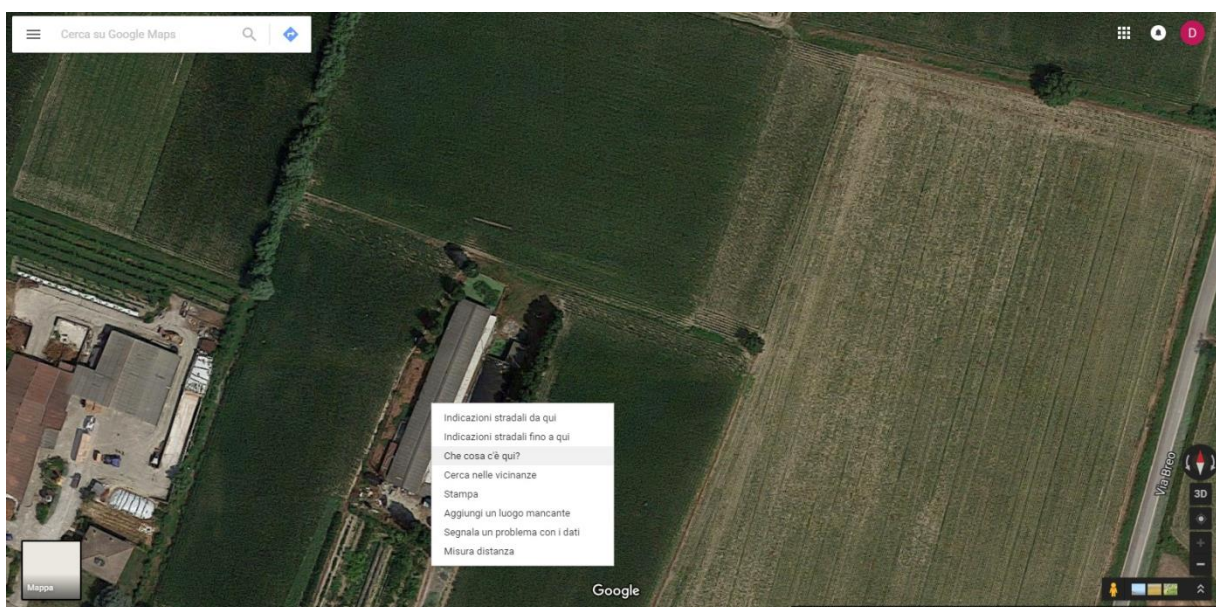 Cerca su Google Maps
D
Indicazioni stradali da qui
Indicazioni stradali fino a qui
Che cosa c'è qui?
Cerca nelle vicinanze
Stampa
Aggiungi un luogo mancante
Segnala un problema con i dati
Misura distanza
Via Breo
3D
Mappa
Google